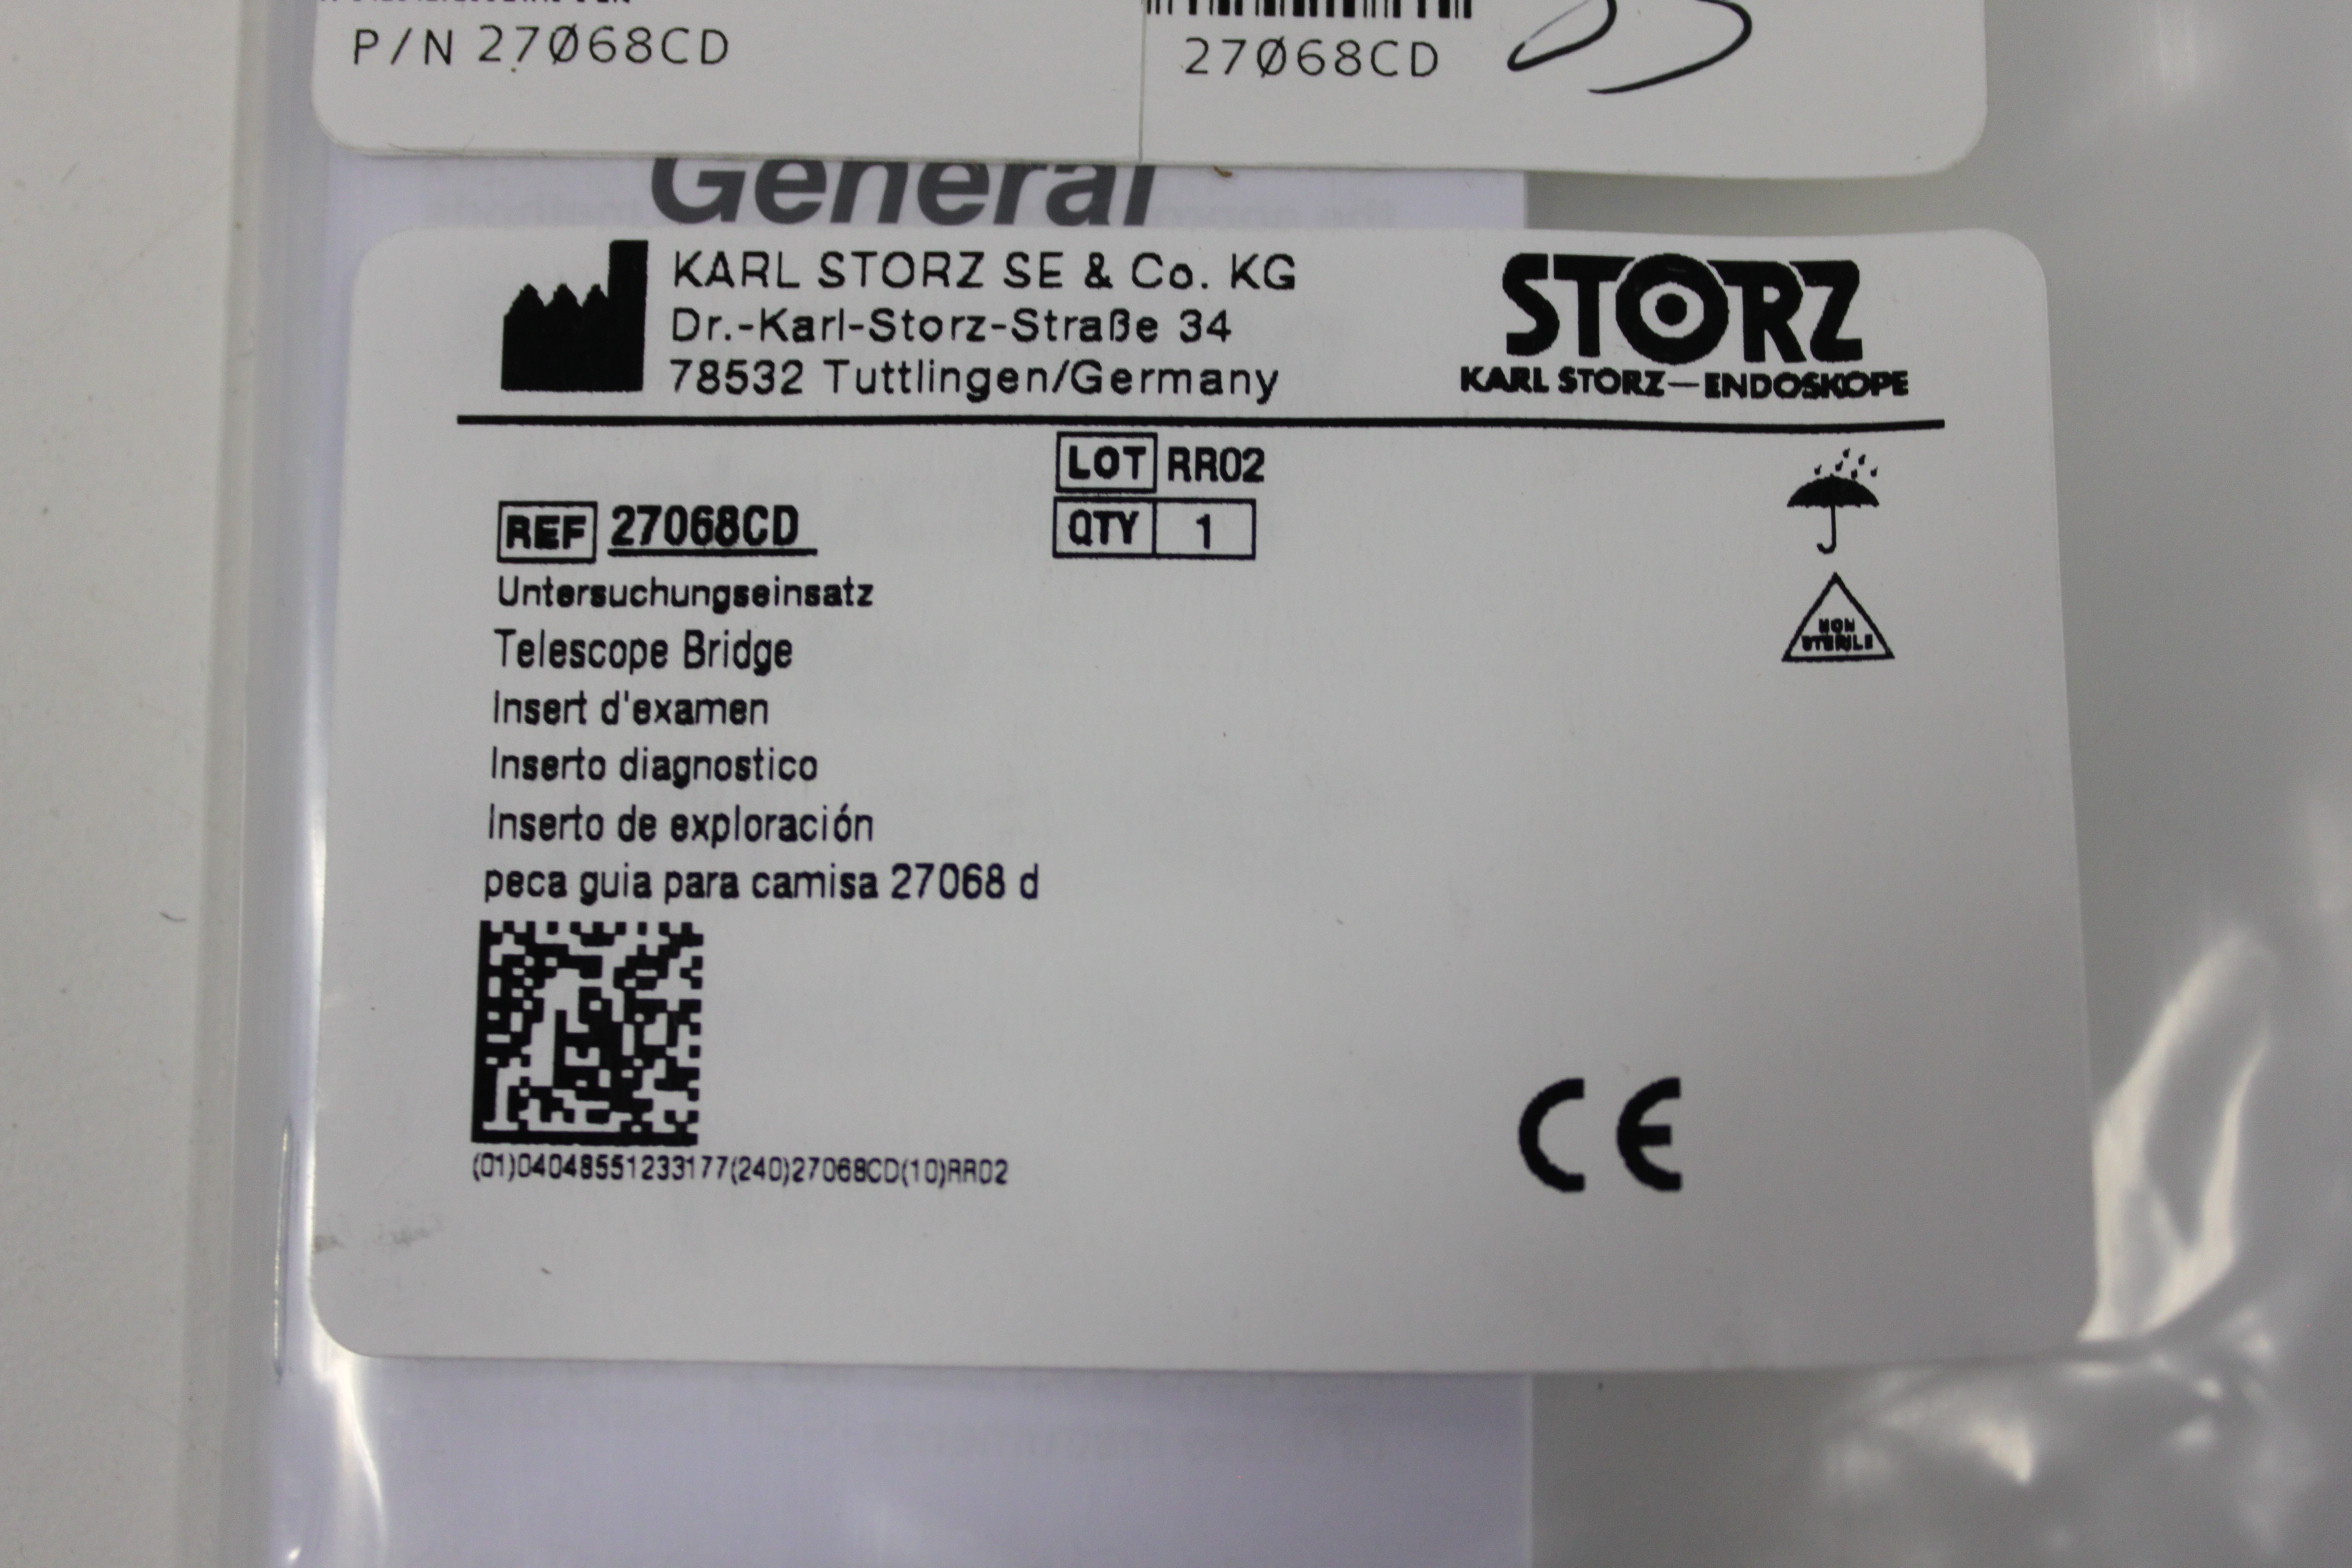 P/N 27Ø68CD
27Ø68CD
General
KARL STORZ SE & Co. KG
Dr.-Karl-Storz-Straße 34
78532 Tuttlingen/Germany
STORZ
KARL STORZ—ENDOSKOPE
LOT RR02
REF 27068CD
QTY 1
Untersuchungseinsatz
Telescope Bridge
NON
STERILE
Insert d'examen
Inserto diagnostico
Inserto de exploración
peca guia para camisa 27068 d
(01)04048551233177(240)27068CD(10)RR02
CE